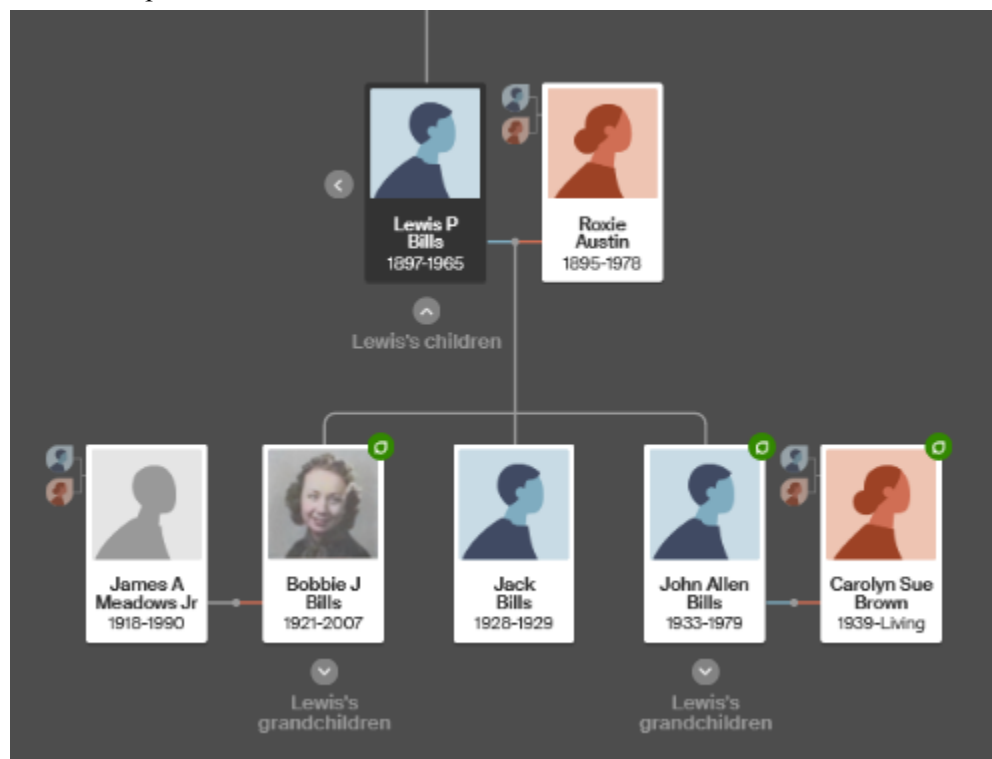 Lewis P
Bills
1897-1965
Roxie
Austin
1895-1978
Lewis's children
James A
Meadows Jr
1918-1990
Bobbie J
Bills
1921-2007
Jack
Bills
1928-1929
John Allen
Bills
1933-1979
Carolyn Sue
Brown
1939-Living
Lewis's
grandchildren
Lewis's
grandchildren